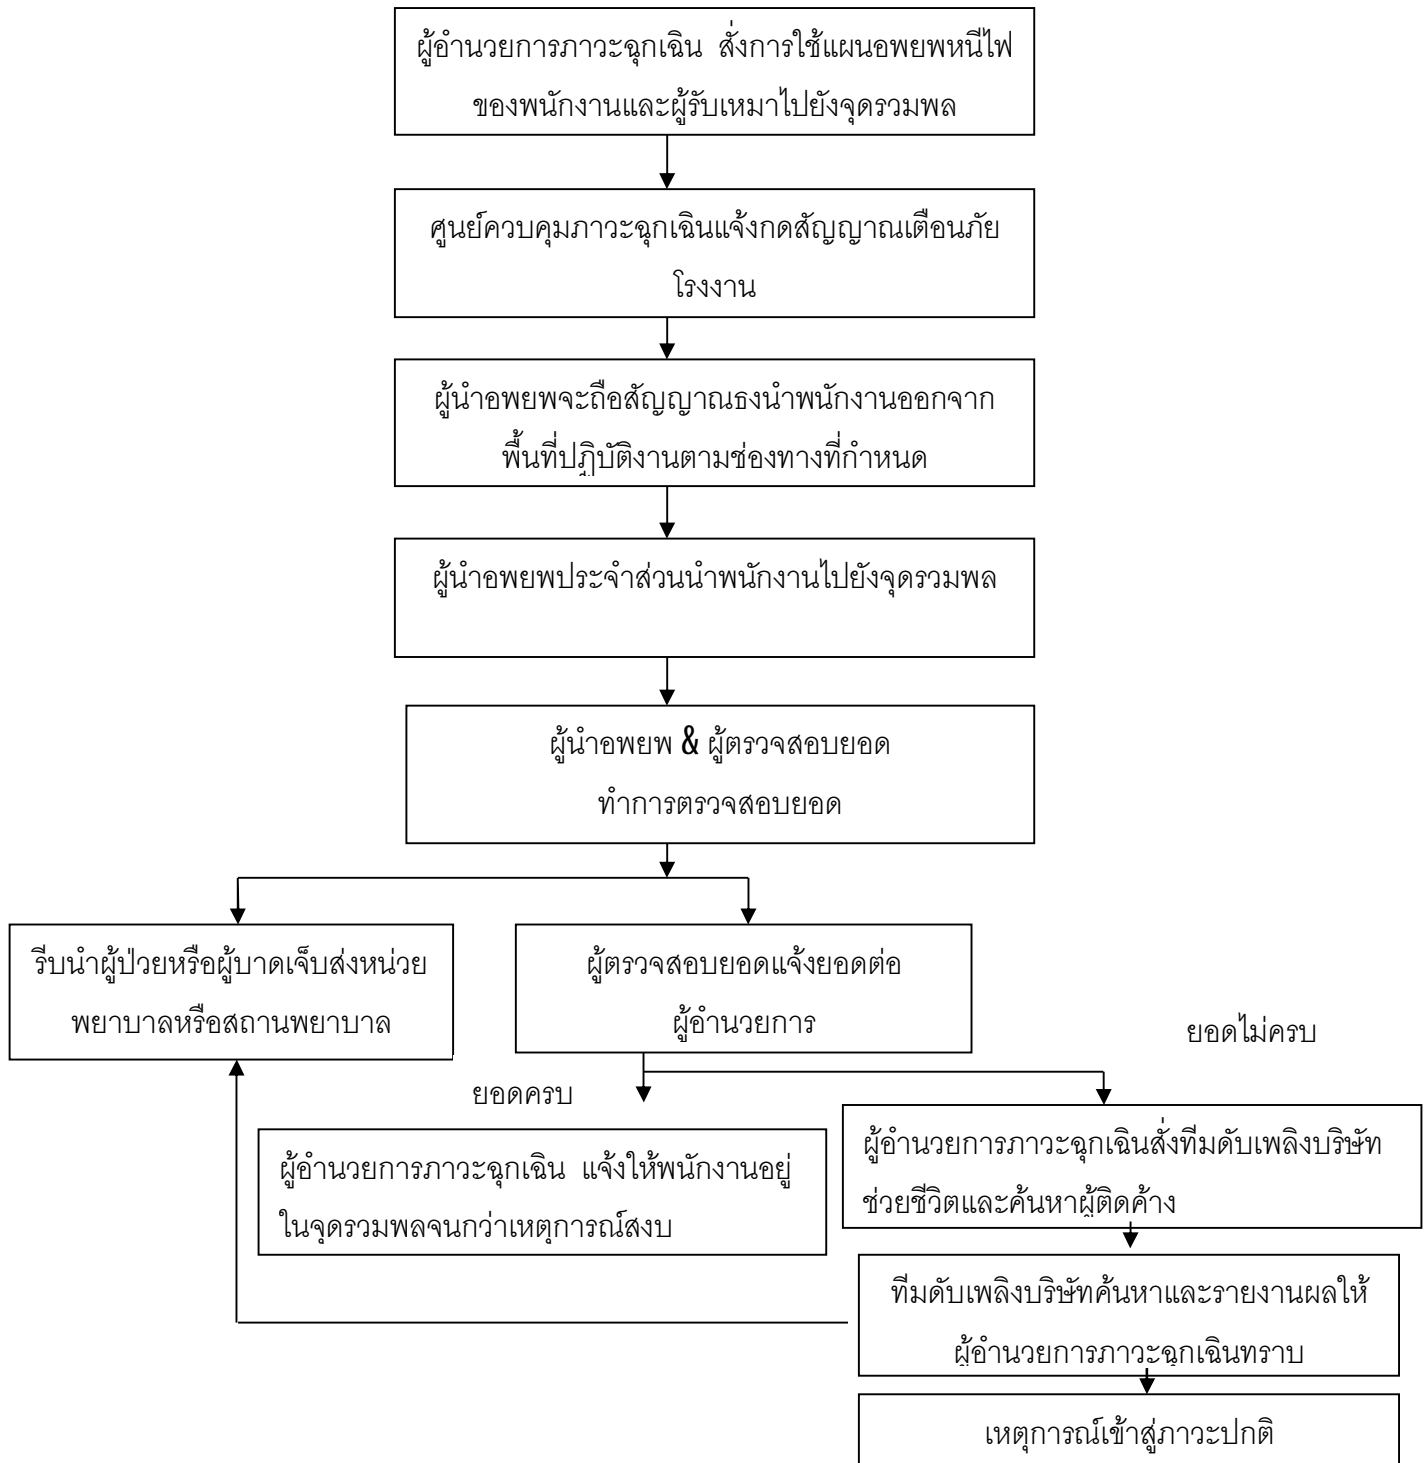 ผู้อำนวยการภาวะฉุกเฉิน สั่งการใช้แผนอพยพหนีไฟ
ของพนักงานและผู้รับเหมาไปยังจุดรวมพล
ศูนย์ควบคุมภาวะฉุกเฉินแจ้งกดสัญญาณเตือนภัย
โรงงาน
ผู้นำอพยพจะถือสัญญาณธงนำพนักงานออกจาก
พื้นที่ปฏิบัติงานตามช่องทางที่กำหนด
ผู้นำอพยพประจำส่วนนำพนักงานไปยังจุดรวมพล
ผู้นำอพยพ & ผู้ตรวจสอบยอด
ทำการตรวจสอบยอด
รีบนำผู้ป่วยหรือผู้บาดเจ็บส่งหน่วย
พยาบาลหรือสถานพยาบาล
ผู้ตรวจสอบยอดแจ้งยอดต่อ
ผู้อำนวยการ
ยอดไม่ครบ
ยอดครบ
ผู้อำนวยการภาวะฉุกเฉิน แจ้งให้พนักงานอยู่
ในจุดรวมพลจนกว่าเหตุการณ์สงบ
ผู้อำนวยการภาวะฉุกเฉินสั่งทีมดับเพลิงบริษัท
ช่วยชีวิตและค้นหาผู้ติดค้าง
ทีมดับเพลิงบริษัทค้นหาและรายงานผลให้
ผู้อำนวยการภาวะฉุกเฉินทราบ
เหตุการณ์เข้าสู่ภาวะปกติ